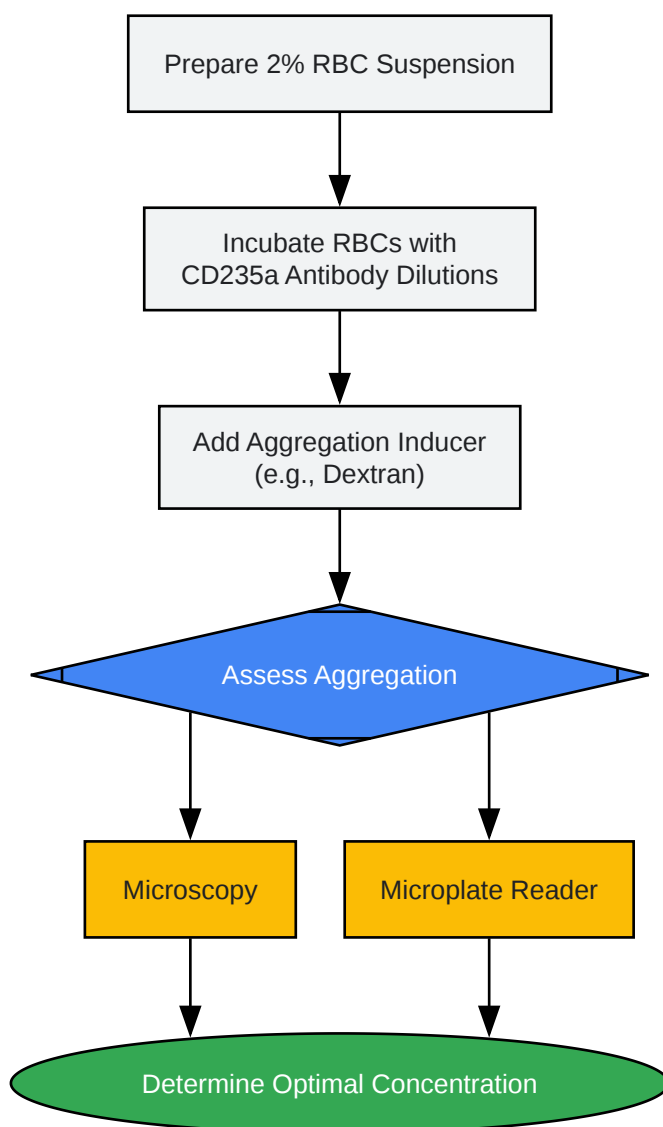 Prepare 2% RBC Suspension
Incubate RBCs with
CD235a Antibody Dilutions
Add Aggregation Inducer
(e.g., Dextran)
Assess Aggregation
Microscopy
Microplate Reader
Determine Optimal Concentration